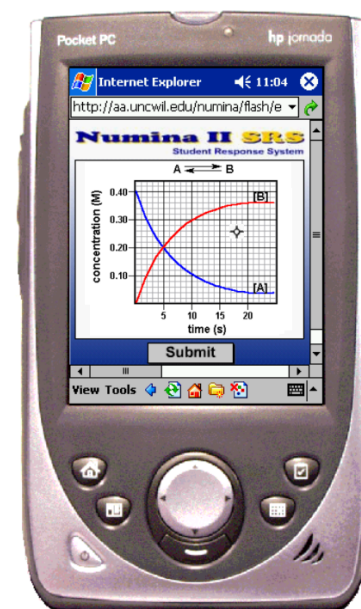 Pocket PC hp jornada
Internet Explorer 11:04
http://aa.uncwil.edu/numina/flash/e
Numina II SRS
Student Response System
A B
concentration (M)
0.40
0.30
0.20
0.10
[B]
[A]
5 10 15 20
time (s)
Submit
View Tools